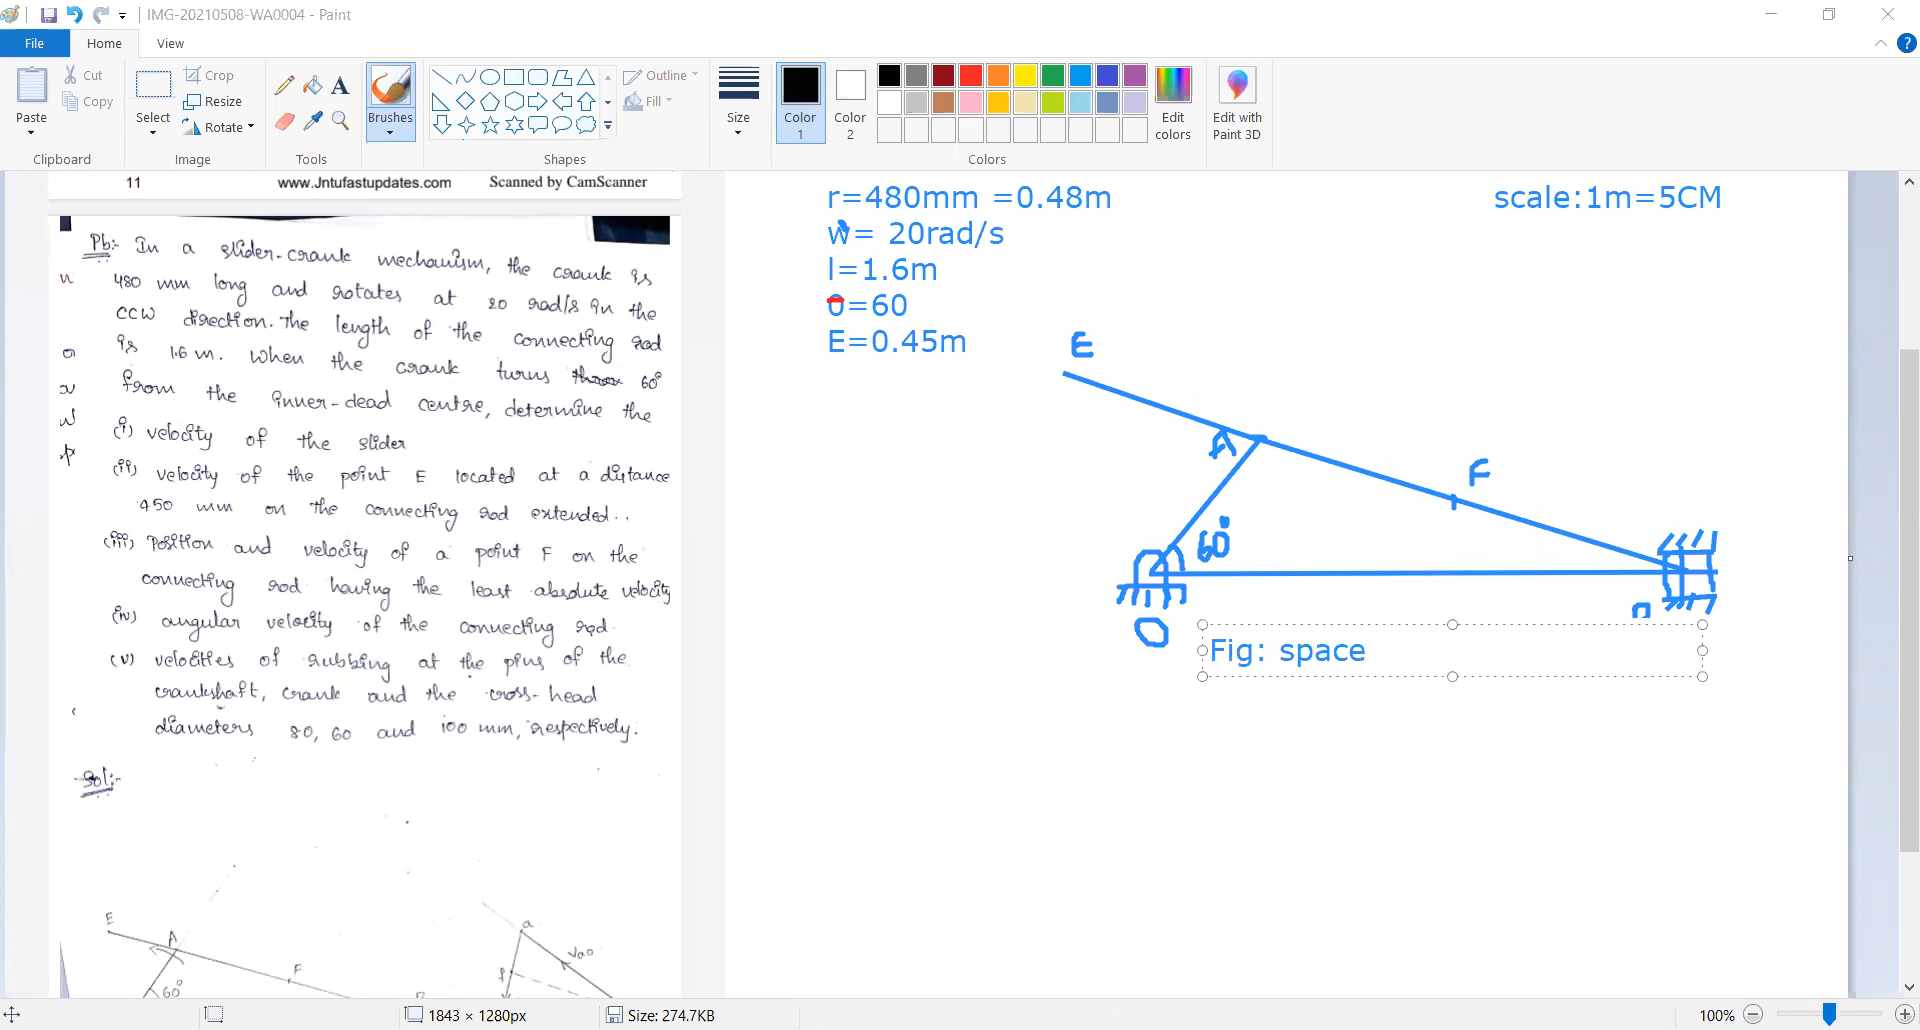 IMG-20210508-WA0004 - Paint
File Home View
Paste
Cut
Copy
Clipboard
Select
Crop
Resize
Rotate
Image
A
Tools
Brushes
Shapes
Outline
Fill
Size
Color 1
Color 2
Colors
Edit colors
Edit with Paint 3D
11 www.Jntufastupdates.com Scanned by CamScanner
Pb:- In a slider-crank mechanism, the crank is
480 mm long and rotates at 20 rad/s in the
CCW direction. The length of the connecting rod
is 1.6 m. When the crank turns 60°
from the inner-dead centre, determine the
(i) velocity of the slider
(ii) velocity of the point E located at a distance
450 mm on the connecting rod extended..
(iii) Position and velocity of a point F on the
connecting rod having the least absolute velocity
(iv) angular velocity of the connecting rod.
(v) velocities of rubbing at the pins of the
crankshaft, crank and the cross-head
diameters 80, 60 and 100 mm, respectively.
Sol:-
E
A
F
60°
a
Vao
f
r=480mm =0.48m
w= 20rad/s
l=1.6m
0=60
E=0.45m
scale:1m=5CM
E
A
F
60°
O
Fig: space
1843 × 1280px
Size: 274.7KB
100%